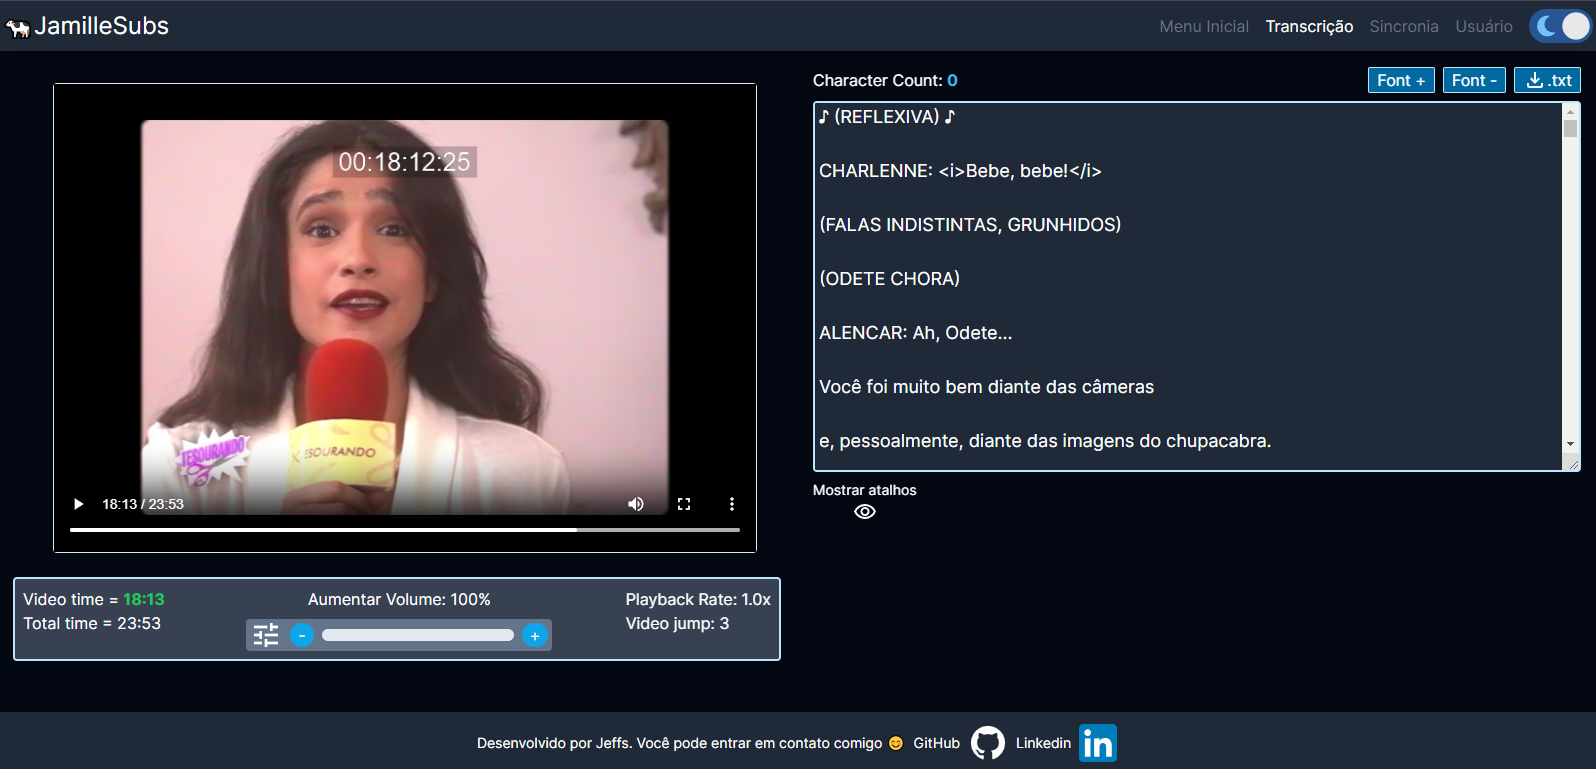 JamilleSubs
Menu Inicial Transcrição Sincronia Usuário
00:18:12:25
TESOURANDO
TESOURANDO
18:13 / 23:53
Video time = 18:13
Total time = 23:53
Aumentar Volume: 100%
- +
Playback Rate: 1.0x
Video jump: 3
Character Count: 0
Font + Font - .txt
♪ (REFLEXIVA) ♪
CHARLENNE: <i>Bebe, bebe!</i>
(FALAS INDISTINTAS, GRUNHIDOS)
(ODETE CHORA)
ALENCAR: Ah, Odete...
Você foi muito bem diante das câmeras
e, pessoalmente, diante das imagens do chupacabra.
Mostrar atalhos
Desenvolvido por Jeffs. Você pode entrar em contato comigo 😊 GitHub Linkedin in